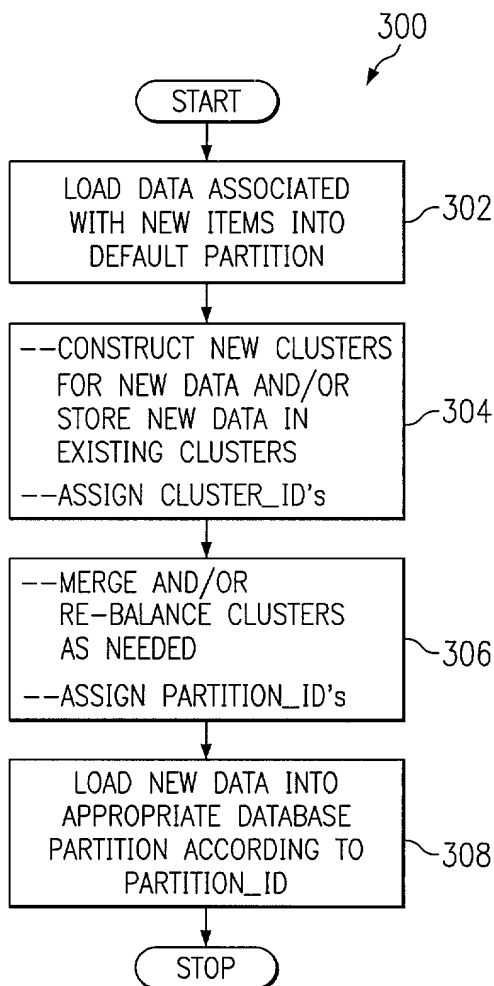 300
START
LOAD DATA ASSOCIATED
WITH NEW ITEMS INTO
DEFAULT PARTITION
302
--CONSTRUCT NEW CLUSTERS
FOR NEW DATA AND/OR
STORE NEW DATA IN
EXISTING CLUSTERS
--ASSIGN CLUSTER_ID's
304
--MERGE AND/OR
RE-BALANCE CLUSTERS
AS NEEDED
--ASSIGN PARTITION_ID's
306
LOAD NEW DATA INTO
APPROPRIATE DATABASE
PARTITION ACCORDING TO
PARTITION_ID
308
STOP